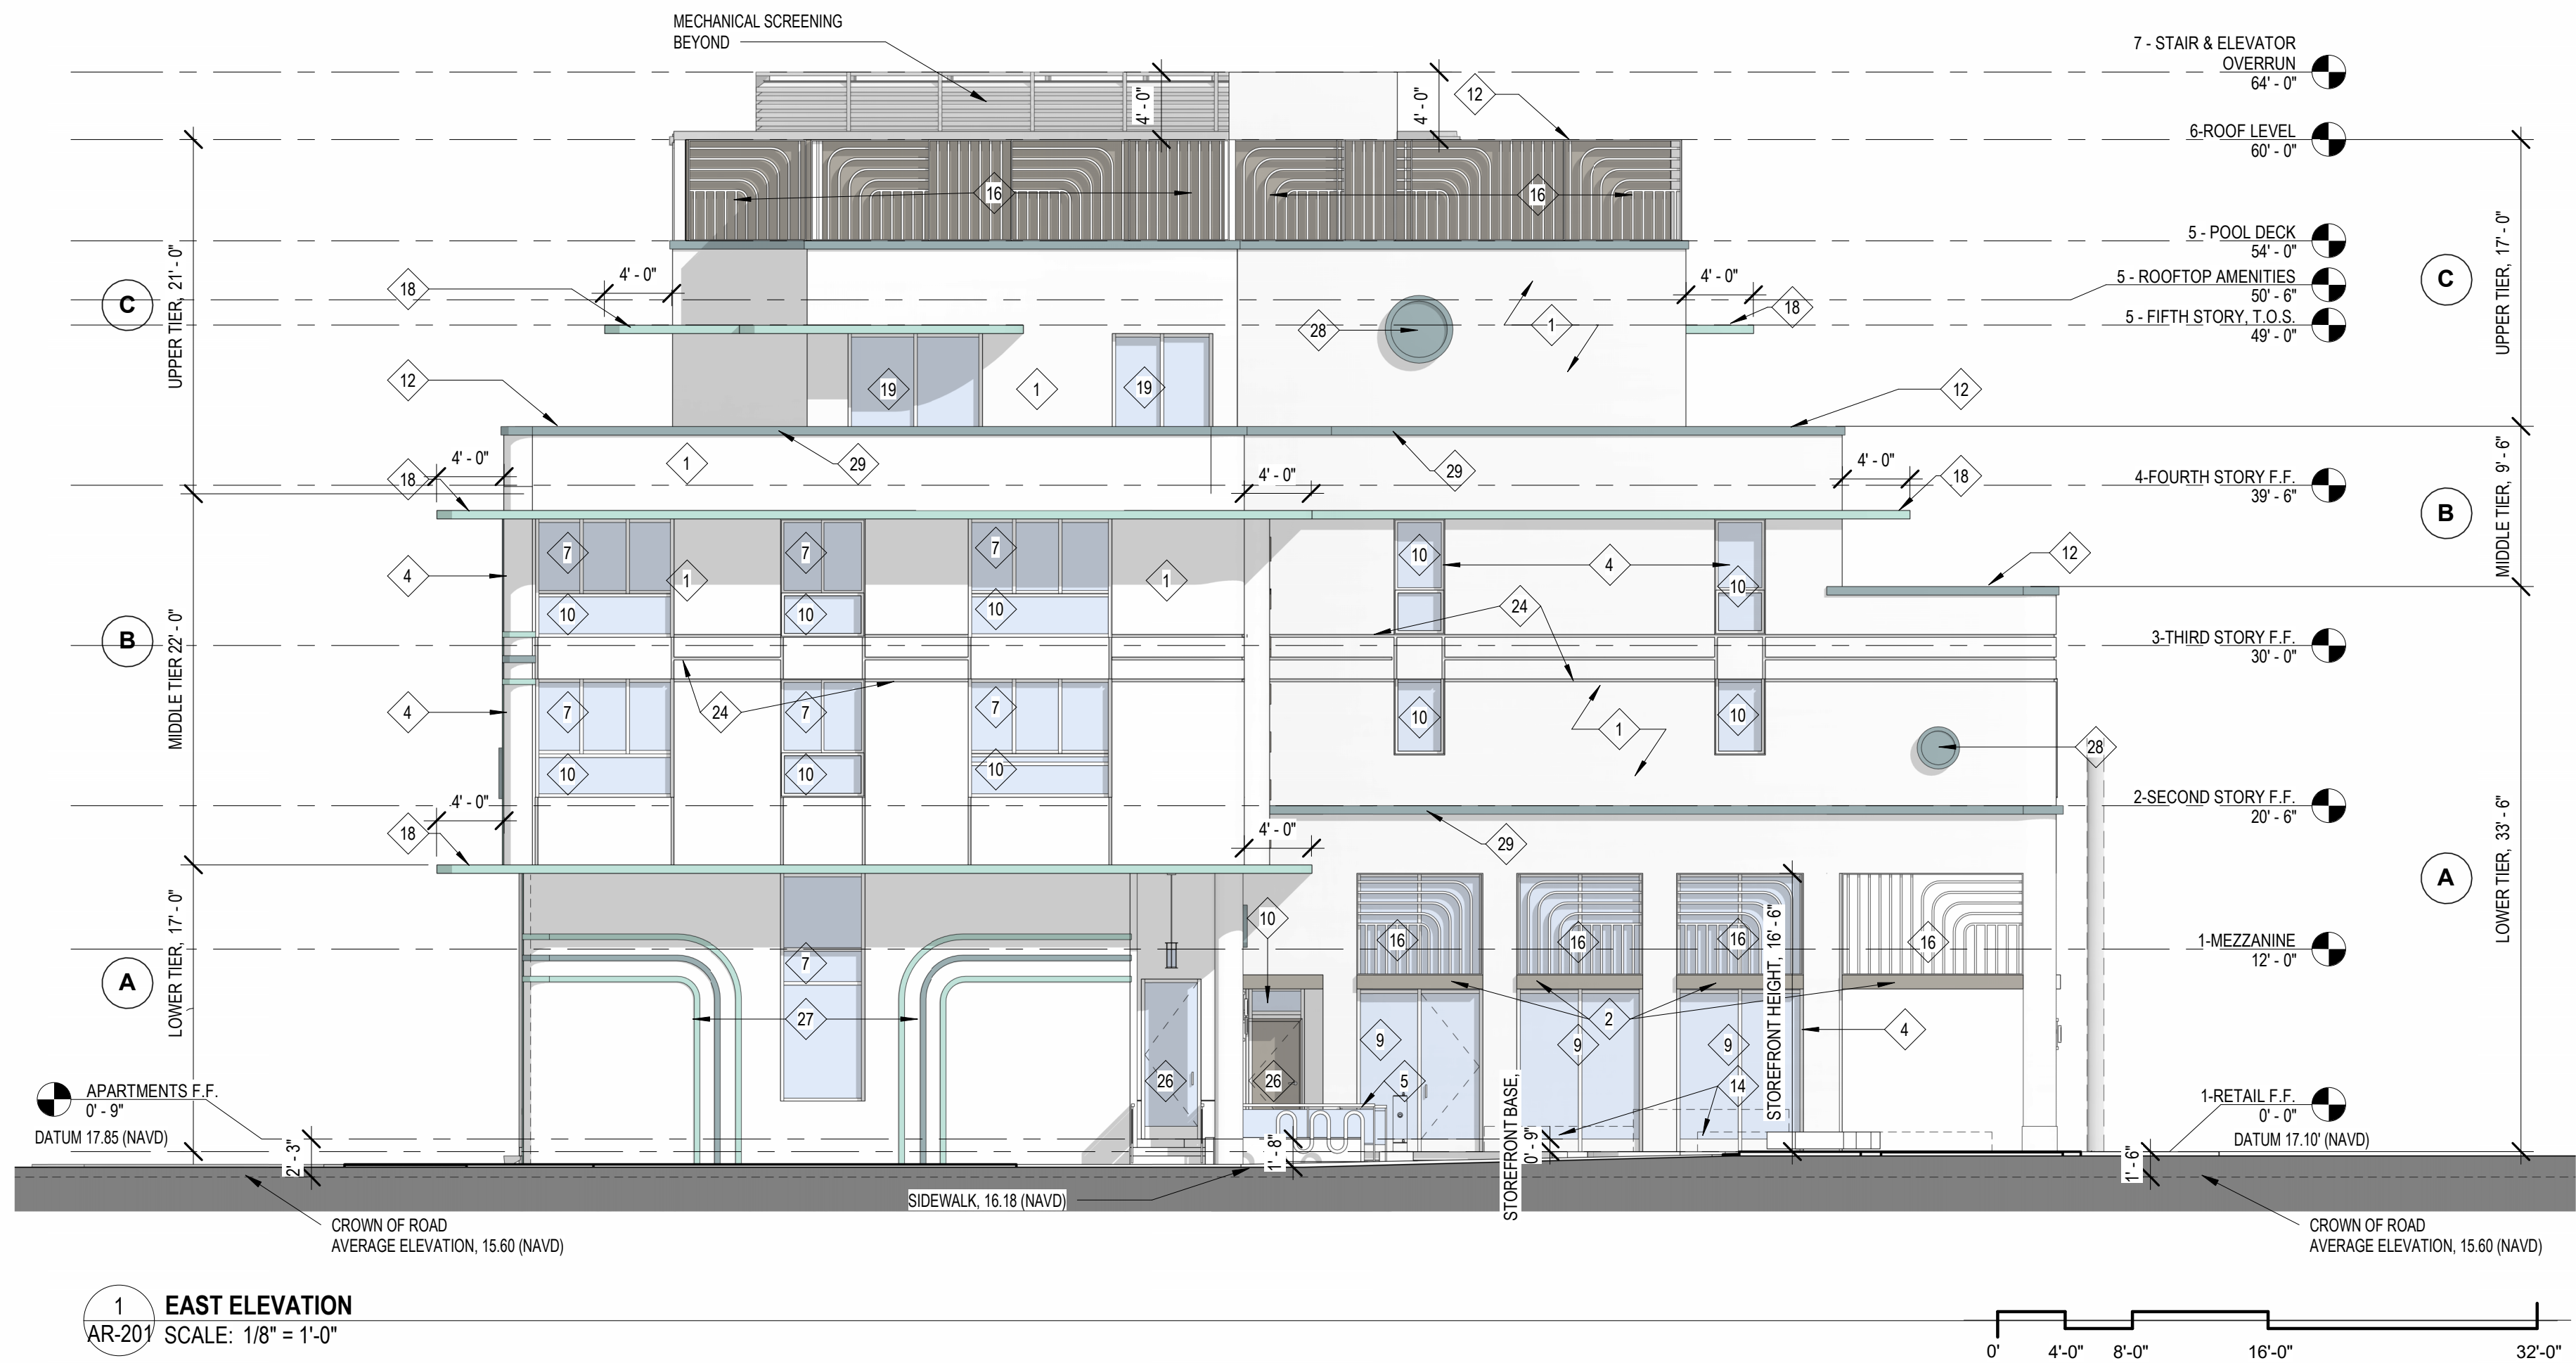 MECHANICAL SCREENING
BEYOND
7 - STAIR & ELEVATOR
OVERRUN
64' - 0"
4' - 0"
4' - 0"
12
6-ROOF LEVEL
60' - 0"
16
16
5 - POOL DECK
54' - 0"
UPPER TIER, 21' - 0"
C
18
4' - 0"
4' - 0"
18
5 - ROOFTOP AMENITIES
50' - 6"
5 - FIFTH STORY, T.O.S.
49' - 0"
UPPER TIER, 17' - 0"
C
28
1
19
1
19
12
12
1
29
29
18
4' - 0"
4' - 0"
4' - 0"
18
4-FOURTH STORY F.F.
39' - 6"
MIDDLE TIER, 9' - 6"
B
4
7
7
7
1
1
10
4
10
12
10
10
10
24
B
MIDDLE TIER 22' - 0"
3-THIRD STORY F.F.
30' - 0"
4
7
24
7
7
10
1
10
28
10
10
10
4' - 0"
18
4' - 0"
29
2-SECOND STORY F.F.
20' - 6"
LOWER TIER, 33' - 6"
A
LOWER TIER, 17' - 0"
A
10
16
16
16
16
7
1-MEZZANINE
12' - 0"
STOREFRONT HEIGHT, 16' - 6"
27
2
4
9
9
9
26
26
5
14
APARTMENTS F.F.
0' - 9"
DATUM 17.85 (NAVD)
2' - 3"
1' - 8"
STOREFRONT BASE,
0' - 9"
1-RETAIL F.F.
0' - 0"
DATUM 17.10' (NAVD)
1' - 6"
SIDEWALK, 16.18 (NAVD)
CROWN OF ROAD
AVERAGE ELEVATION, 15.60 (NAVD)
CROWN OF ROAD
AVERAGE ELEVATION, 15.60 (NAVD)
1
AR-201
EAST ELEVATION
SCALE: 1/8" = 1'-0"
0' 4'-0" 8'-0" 16'-0" 32'-0"